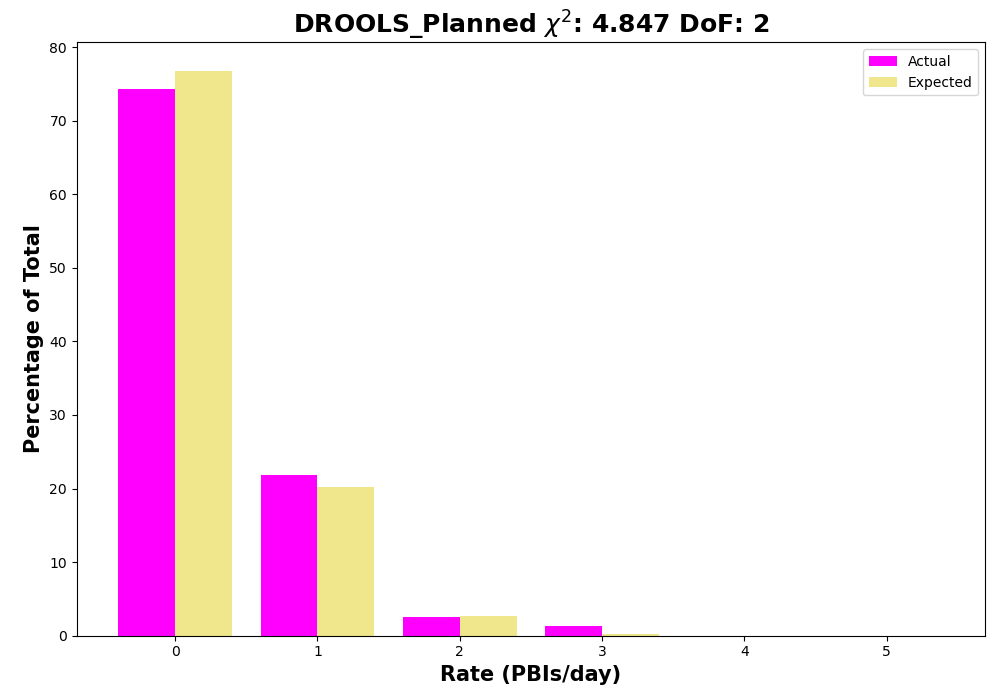 DROOLS_Planned χ²: 4.847 DoF: 2
80
70
60
50
40
30
20
10
0
Percentage of Total
Actual
Expected
0 1 2 3 4 5
Rate (PBIs/day)